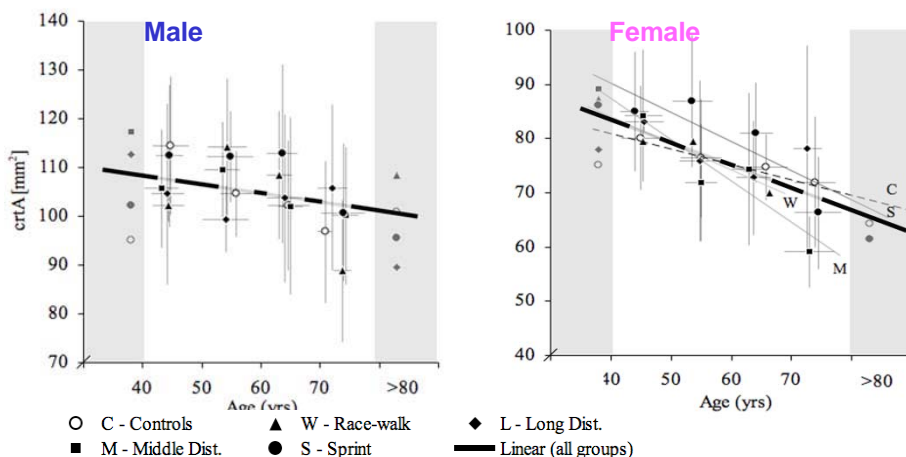 Male
Female
crtA [mm²]
120
110
100
90
80
70
40
50
60
70
>80
Age (yrs)
100
90
80
70
60
50
40
C
S
W
M
40
50
60
70
>80
Age (yrs)
C - Controls
W - Race-walk
L - Long Dist.
M - Middle Dist.
S - Sprint
Linear (all groups)